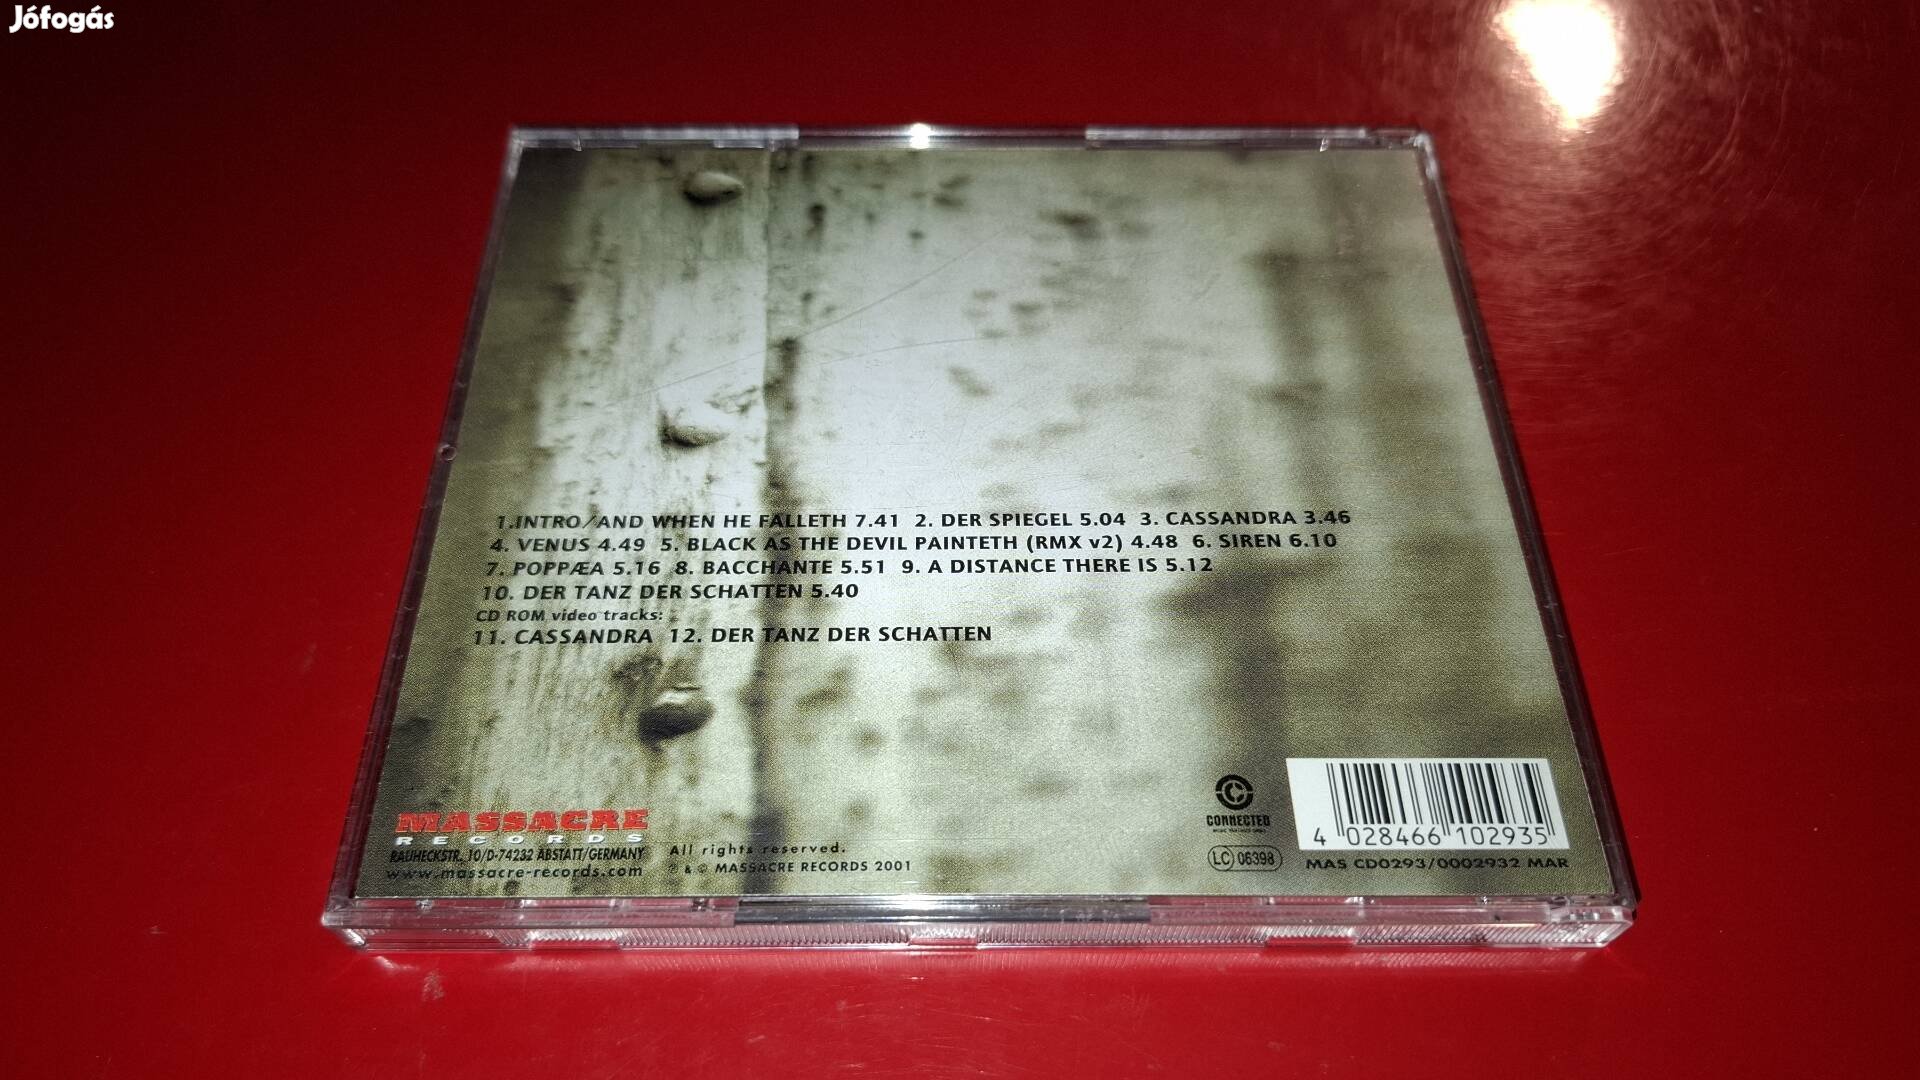 Jófogás
1.INTRO/AND WHEN HE FALLETH 7.41 2. DER SPIEGEL 5.04 3. CASSANDRA 3.46
4. VENUS 4.49 5. BLACK AS THE DEVIL PAINTETH (RMX v2) 4.48 6. SIREN 6.10
7. POPPÆA 5.16 8. BACCHANTE 5.51 9. A DISTANCE THERE IS 5.12
10. DER TANZ DER SCHATTEN 5.40
CD ROM video tracks:
11. CASSANDRA 12. DER TANZ DER SCHATTEN
MASSACRE
RECORDS
RAUHECKSTR. 10/D-74232 ABSTATT/GERMANY
www.massacre-records.com
All rights reserved.
℗ & © MASSACRE RECORDS 2001
CONNECTED
LC 06398
4 028466 102935
MAS CD0293/0002932 MAR